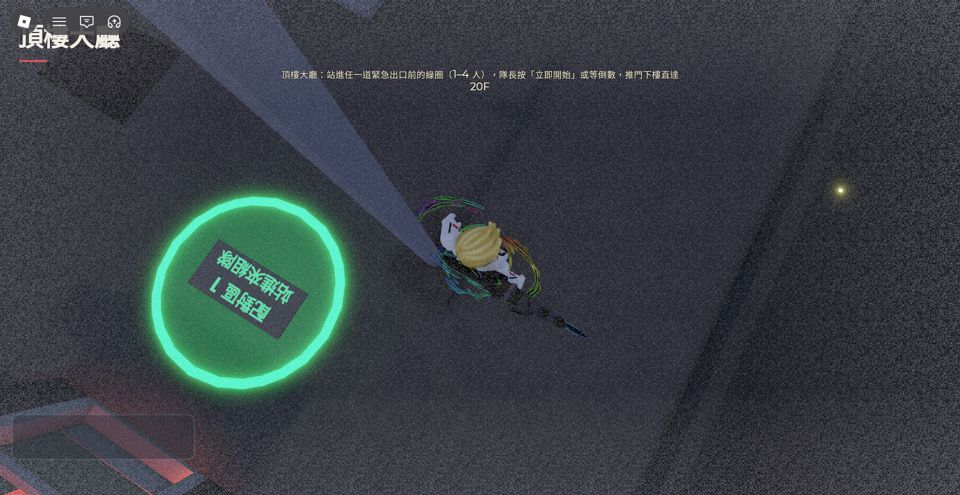 頂樓大廳
頂樓大廳：站進任一道緊急出口前的綠圈（1–4 人），隊長按「立即開始」或等倒數，推門下樓直達
20F
配對區 1
站進來組隊